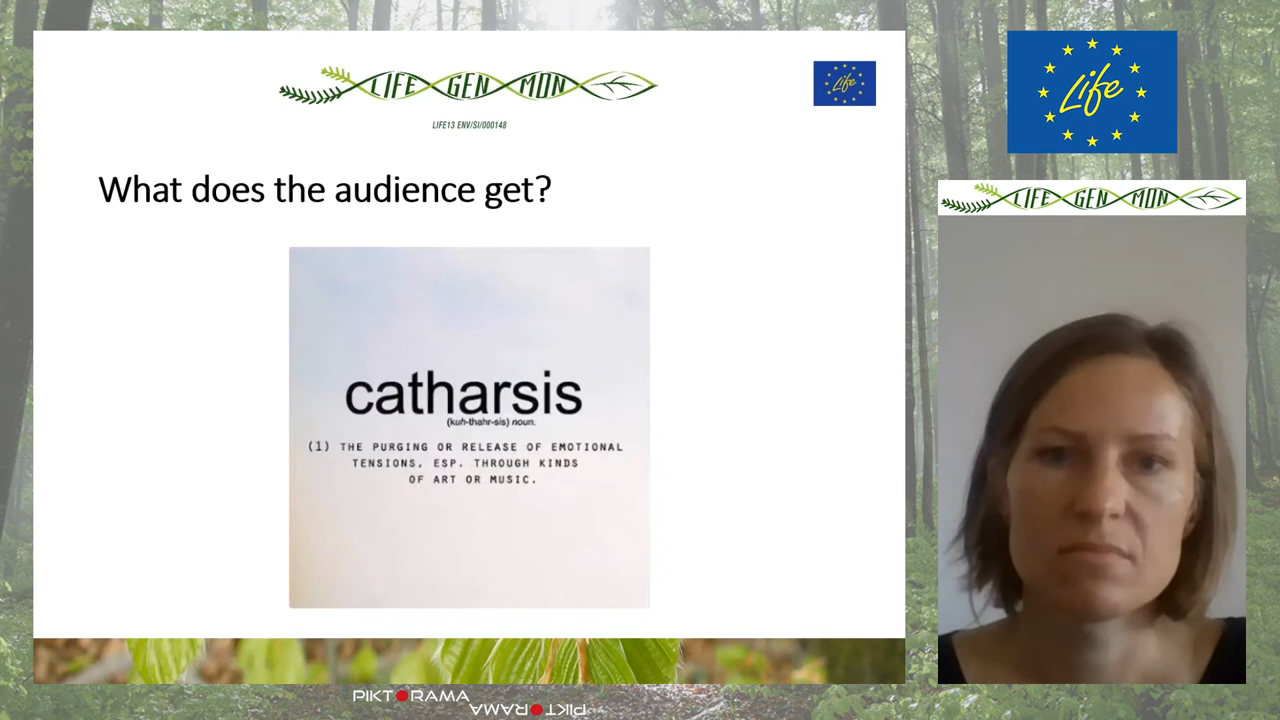 LIFE GEN MON
LIFE13 ENV/SI/000148
Life
What does the audience get?
catharsis
(kuh-thahr-sis) noun.
(1) THE PURGING OR RELEASE OF EMOTIONAL
TENSIONS, ESP. THROUGH KINDS
OF ART OR MUSIC.
Life
LIFE GEN MON
PIKTORAMA
PIKTORAMA